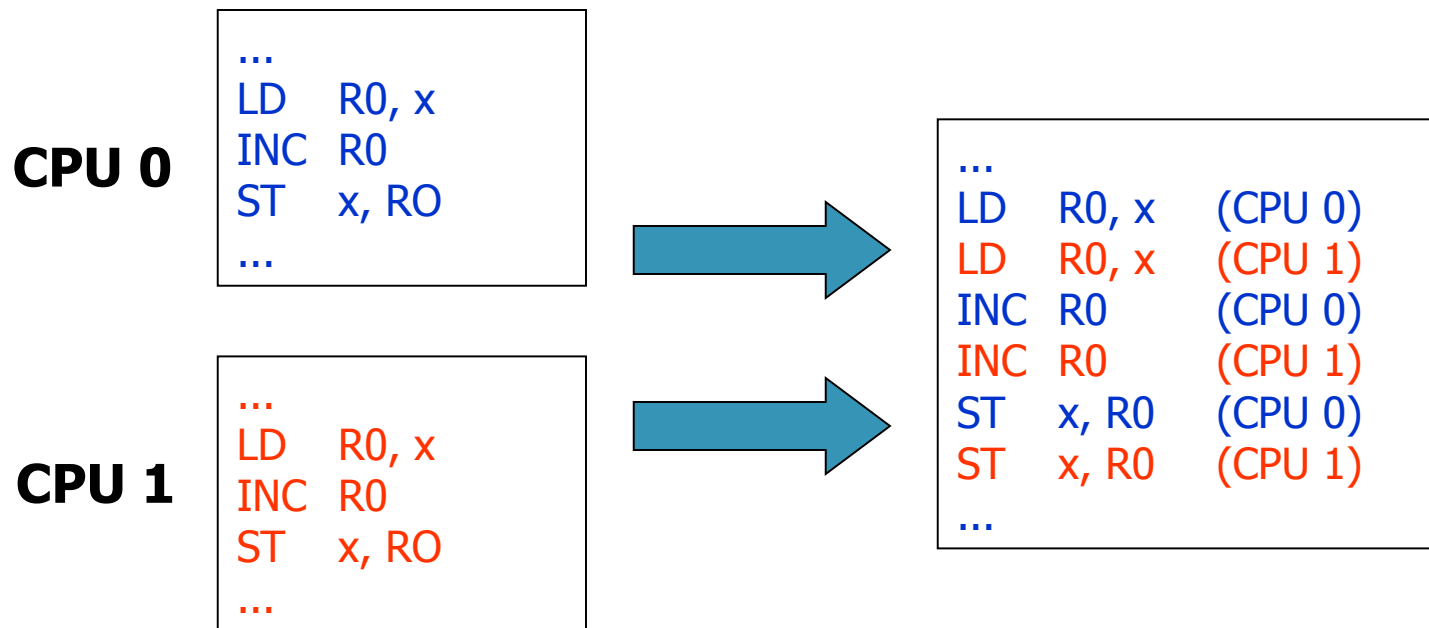 CPU 0
...
LD R0, x
INC R0
ST x, RO
...
CPU 1
...
LD R0, x
INC R0
ST x, RO
...
...
LD R0, x (CPU 0)
LD R0, x (CPU 1)
INC R0 (CPU 0)
INC R0 (CPU 1)
ST x, R0 (CPU 0)
ST x, R0 (CPU 1)
...